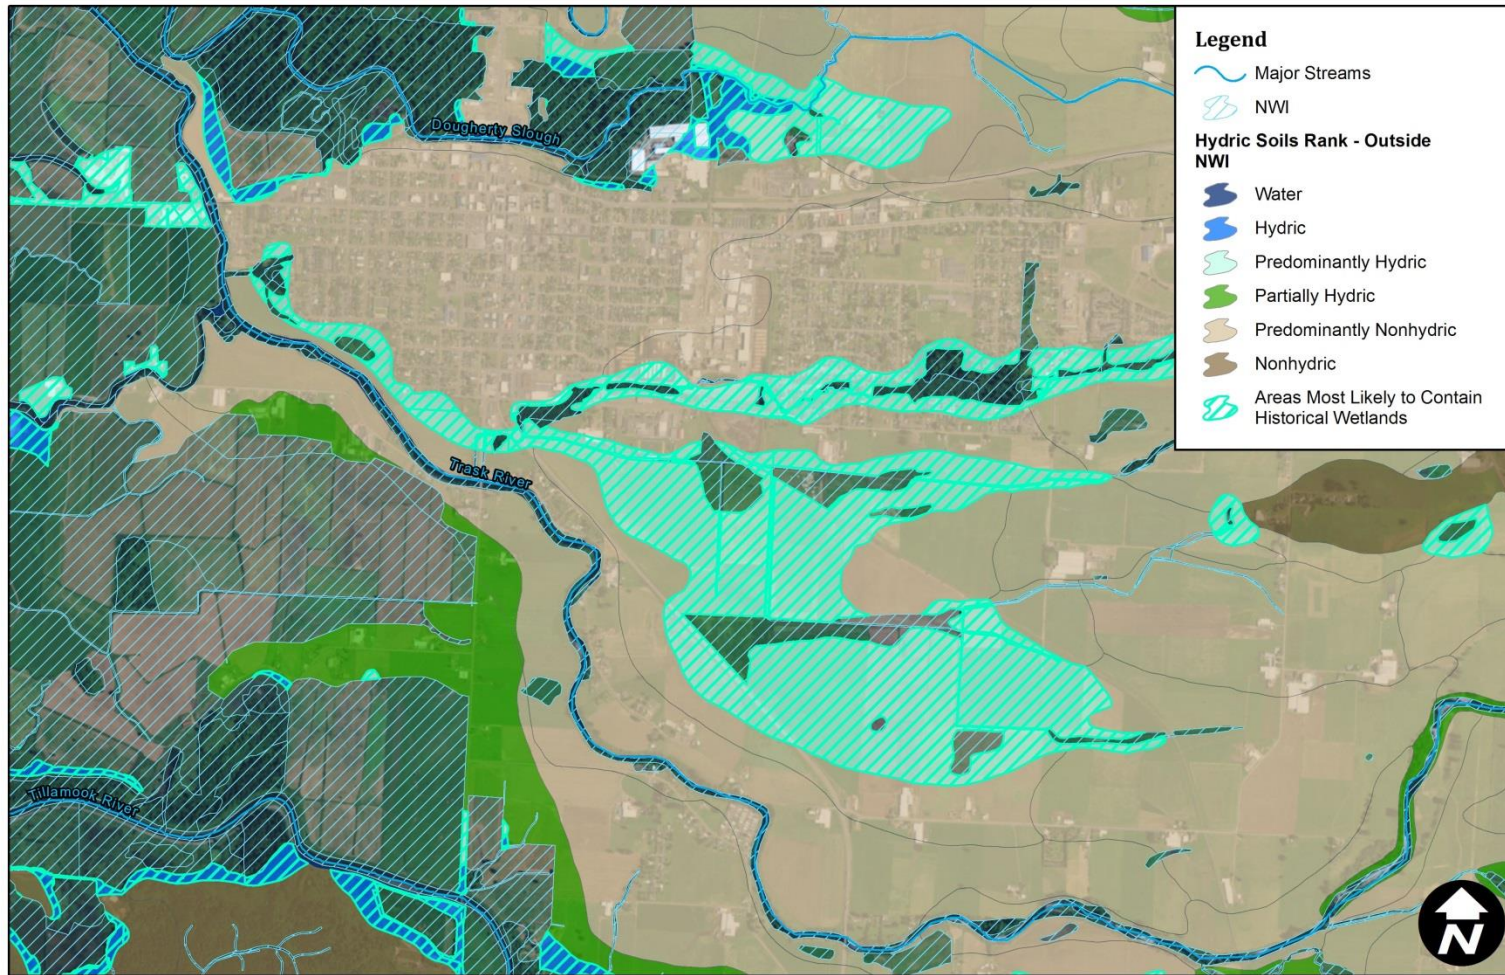 Legend
Major Streams
NWI
Hydric Soils Rank - Outside
NWI
Water
Hydric
Predominantly Hydric
Partially Hydric
Predominantly Nonhydric
Nonhydric
Areas Most Likely to Contain
Historical Wetlands
Dougherty Slough
Trask River
Tillamook River
N